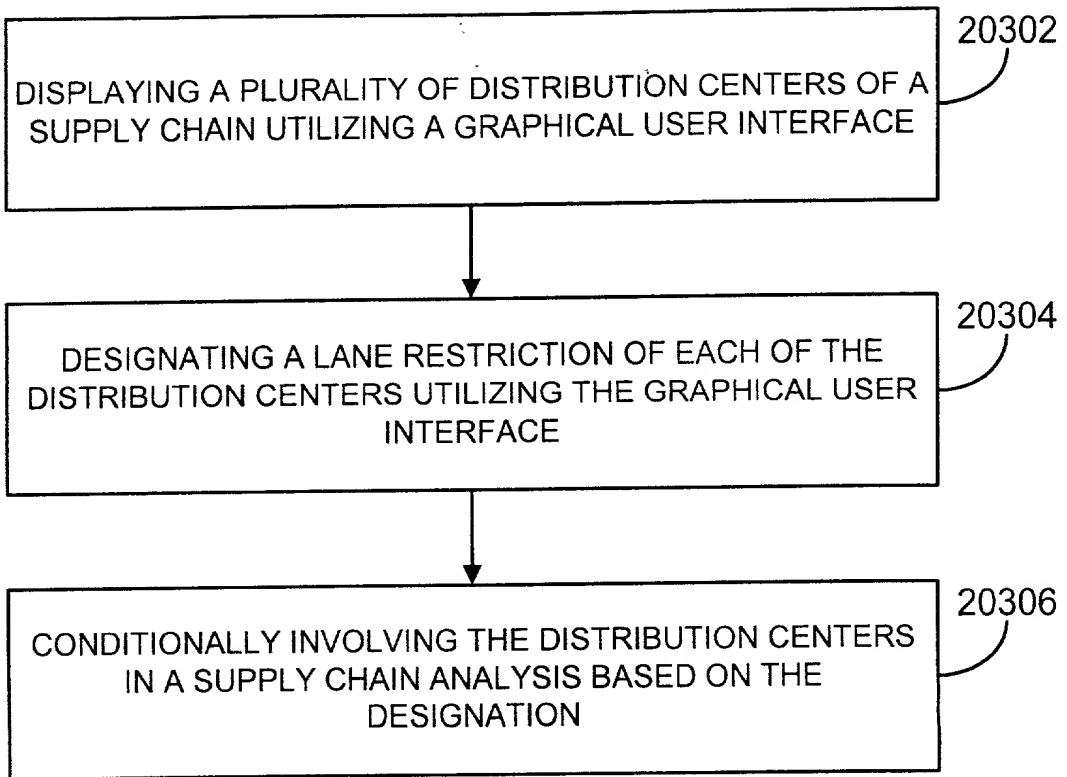 20302
DISPLAYING A PLURALITY OF DISTRIBUTION CENTERS OF A
SUPPLY CHAIN UTILIZING A GRAPHICAL USER INTERFACE
20304
DESIGNATING A LANE RESTRICTION OF EACH OF THE
DISTRIBUTION CENTERS UTILIZING THE GRAPHICAL USER
INTERFACE
20306
CONDITIONALLY INVOLVING THE DISTRIBUTION CENTERS
IN A SUPPLY CHAIN ANALYSIS BASED ON THE
DESIGNATION